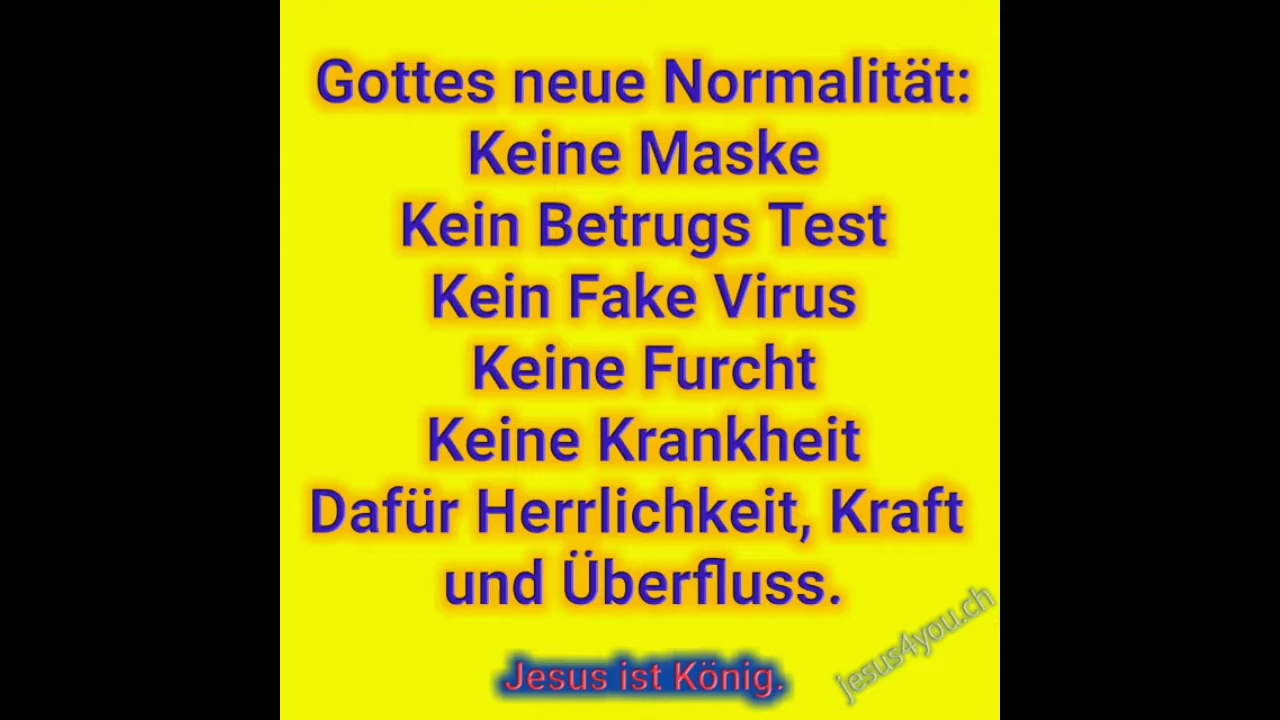 Gottes neue Normalität:
Keine Maske
Kein Betrugs Test
Kein Fake Virus
Keine Furcht
Keine Krankheit
Dafür Herrlichkeit, Kraft
und Überfluss.
Jesus ist König.
jesus4you.ch